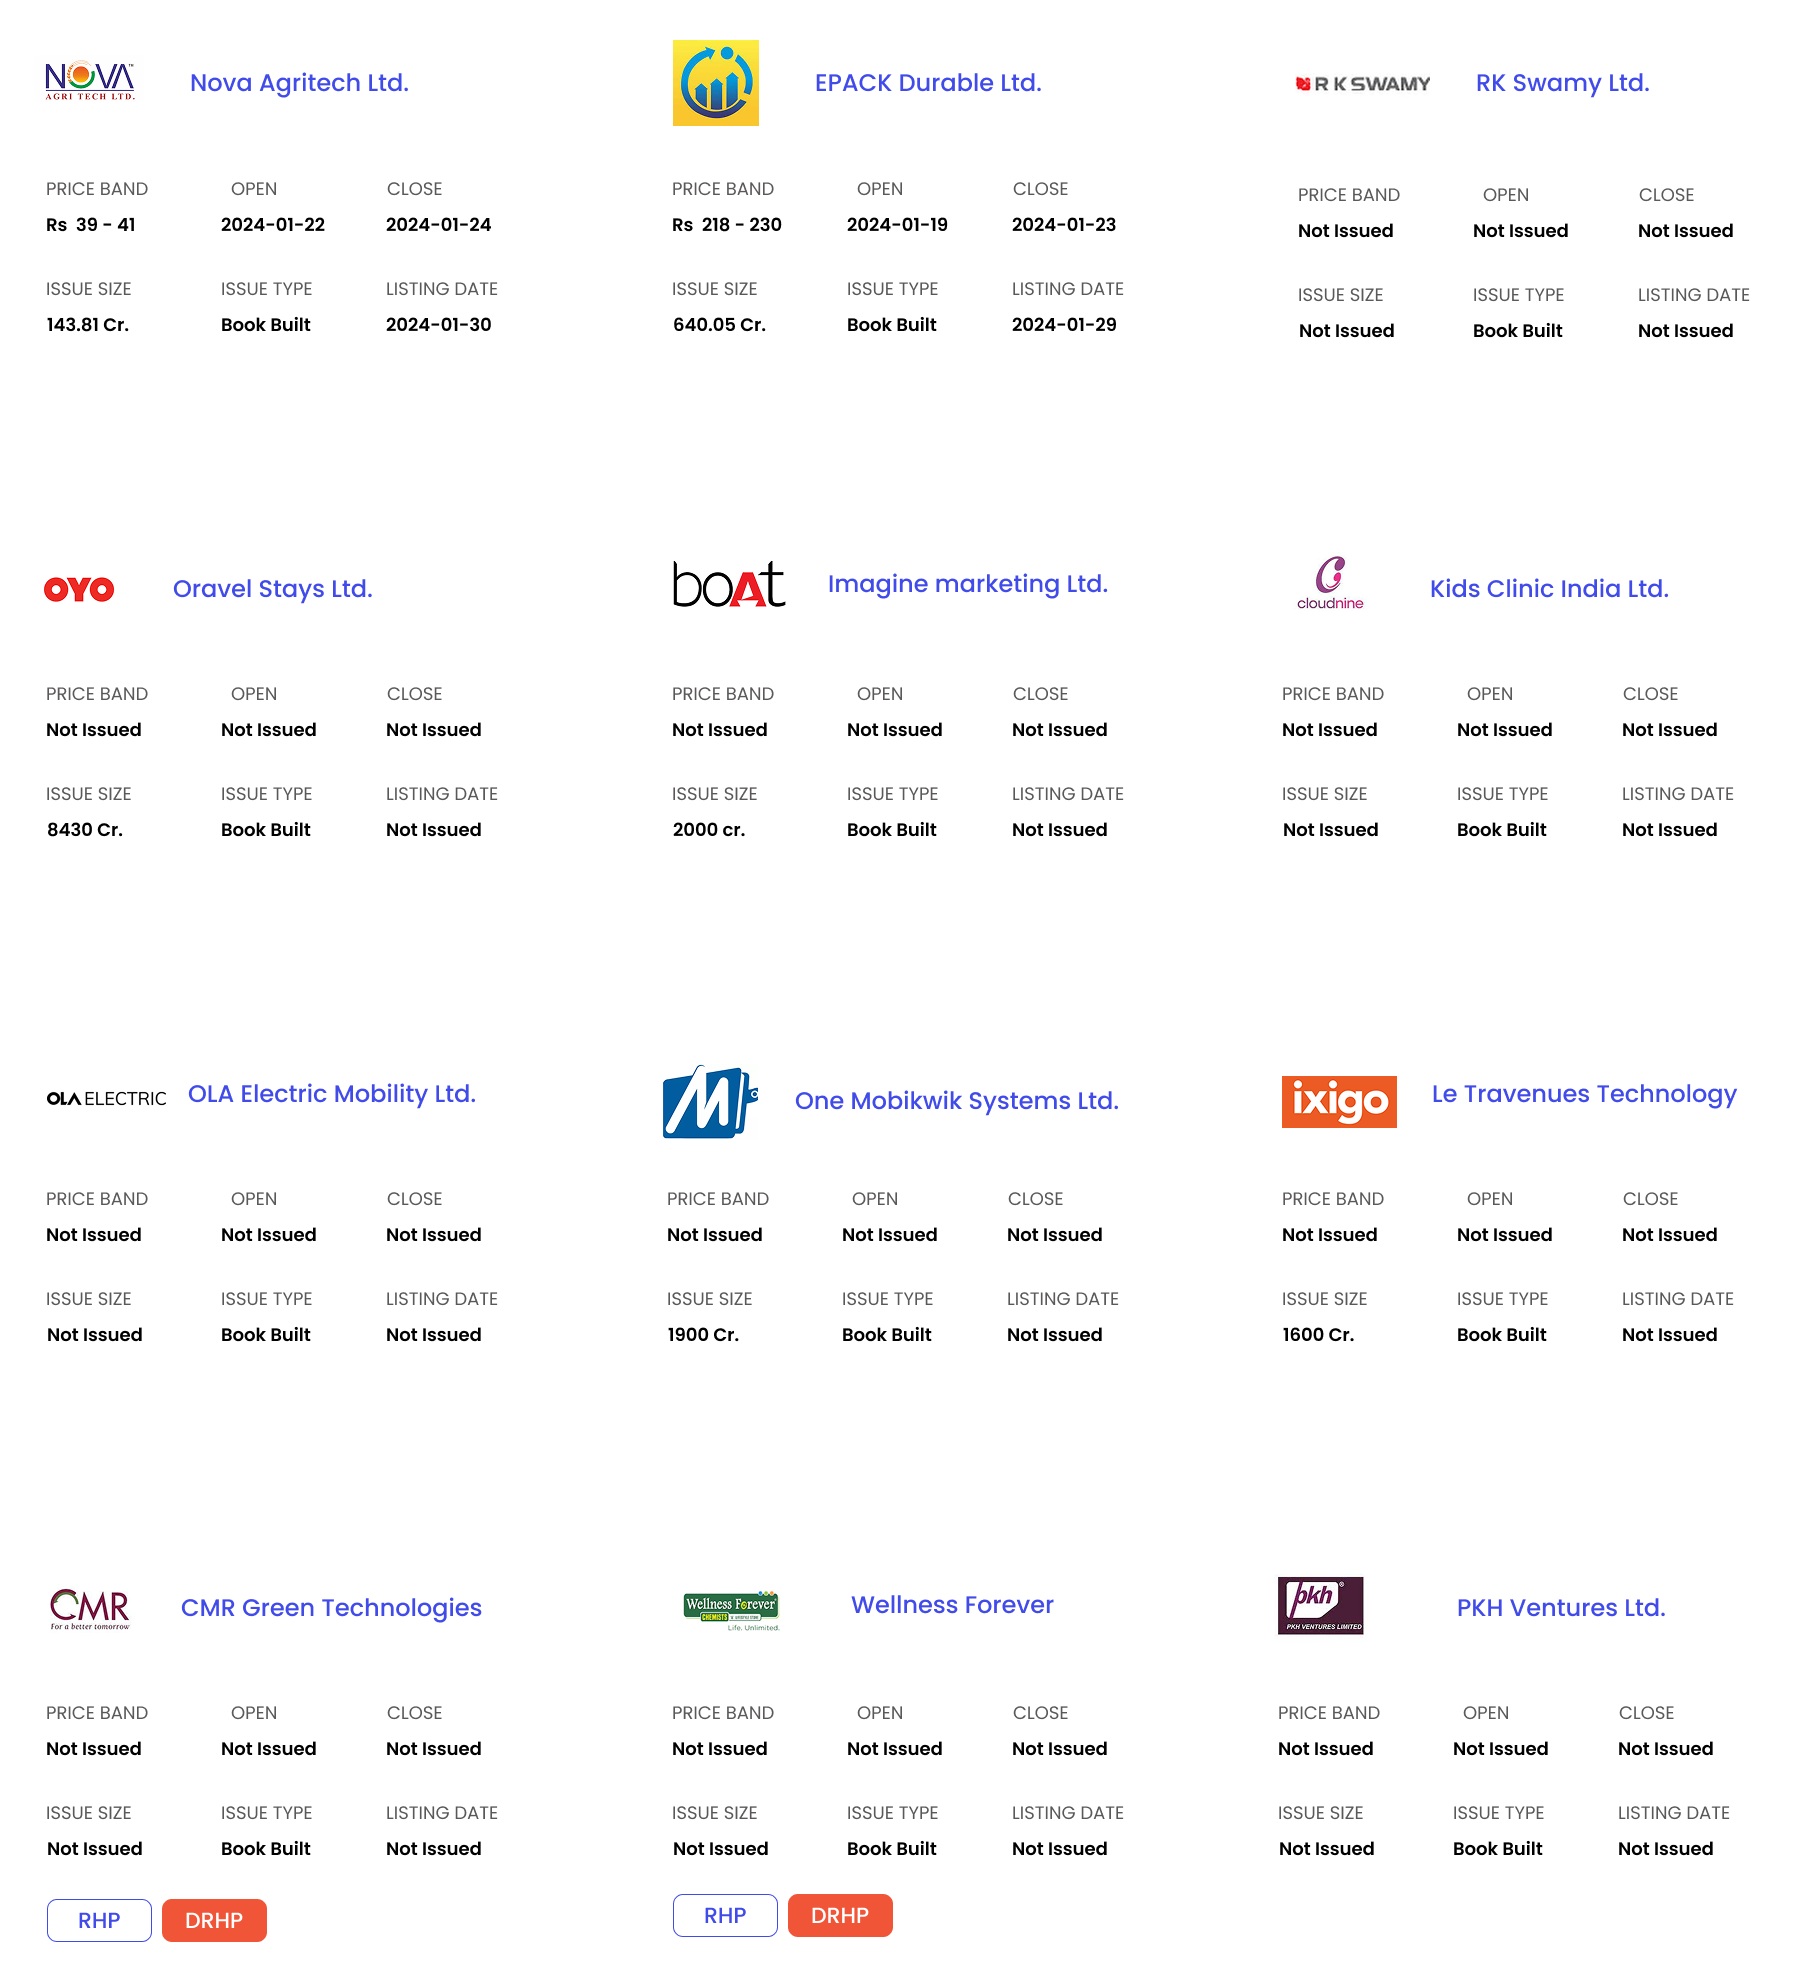 NOVA™
AGRI TECH LTD.
Nova Agritech Ltd.
PRICE BAND OPEN CLOSE
Rs 39 - 41 2024-01-22 2024-01-24
ISSUE SIZE ISSUE TYPE LISTING DATE
143.81 Cr. Book Built 2024-01-30
EPACK Durable Ltd.
PRICE BAND OPEN CLOSE
Rs 218 - 230 2024-01-19 2024-01-23
ISSUE SIZE ISSUE TYPE LISTING DATE
640.05 Cr. Book Built 2024-01-29
R K SWAMY
RK Swamy Ltd.
PRICE BAND OPEN CLOSE
Not Issued Not Issued Not Issued
ISSUE SIZE ISSUE TYPE LISTING DATE
Not Issued Book Built Not Issued
OYO
Oravel Stays Ltd.
PRICE BAND OPEN CLOSE
Not Issued Not Issued Not Issued
ISSUE SIZE ISSUE TYPE LISTING DATE
8430 Cr. Book Built Not Issued
boAt
Imagine marketing Ltd.
PRICE BAND OPEN CLOSE
Not Issued Not Issued Not Issued
ISSUE SIZE ISSUE TYPE LISTING DATE
2000 cr. Book Built Not Issued
cloudnine
Kids Clinic India Ltd.
PRICE BAND OPEN CLOSE
Not Issued Not Issued Not Issued
ISSUE SIZE ISSUE TYPE LISTING DATE
Not Issued Book Built Not Issued
OLA ELECTRIC
OLA Electric Mobility Ltd.
PRICE BAND OPEN CLOSE
Not Issued Not Issued Not Issued
ISSUE SIZE ISSUE TYPE LISTING DATE
Not Issued Book Built Not Issued
M
One Mobikwik Systems Ltd.
PRICE BAND OPEN CLOSE
Not Issued Not Issued Not Issued
ISSUE SIZE ISSUE TYPE LISTING DATE
1900 Cr. Book Built Not Issued
ixigo
Le Travenues Technology
PRICE BAND OPEN CLOSE
Not Issued Not Issued Not Issued
ISSUE SIZE ISSUE TYPE LISTING DATE
1600 Cr. Book Built Not Issued
CMR
For a better tomorrow
CMR Green Technologies
PRICE BAND OPEN CLOSE
Not Issued Not Issued Not Issued
ISSUE SIZE ISSUE TYPE LISTING DATE
Not Issued Book Built Not Issued
RHP DRHP
Wellness Forever
CHEMISTS & LIFESTYLE STORE
Life. Unlimited.
Wellness Forever
PRICE BAND OPEN CLOSE
Not Issued Not Issued Not Issued
ISSUE SIZE ISSUE TYPE LISTING DATE
Not Issued Book Built Not Issued
RHP DRHP
pkh®
PKH VENTURES LIMITED
PKH Ventures Ltd.
PRICE BAND OPEN CLOSE
Not Issued Not Issued Not Issued
ISSUE SIZE ISSUE TYPE LISTING DATE
Not Issued Book Built Not Issued